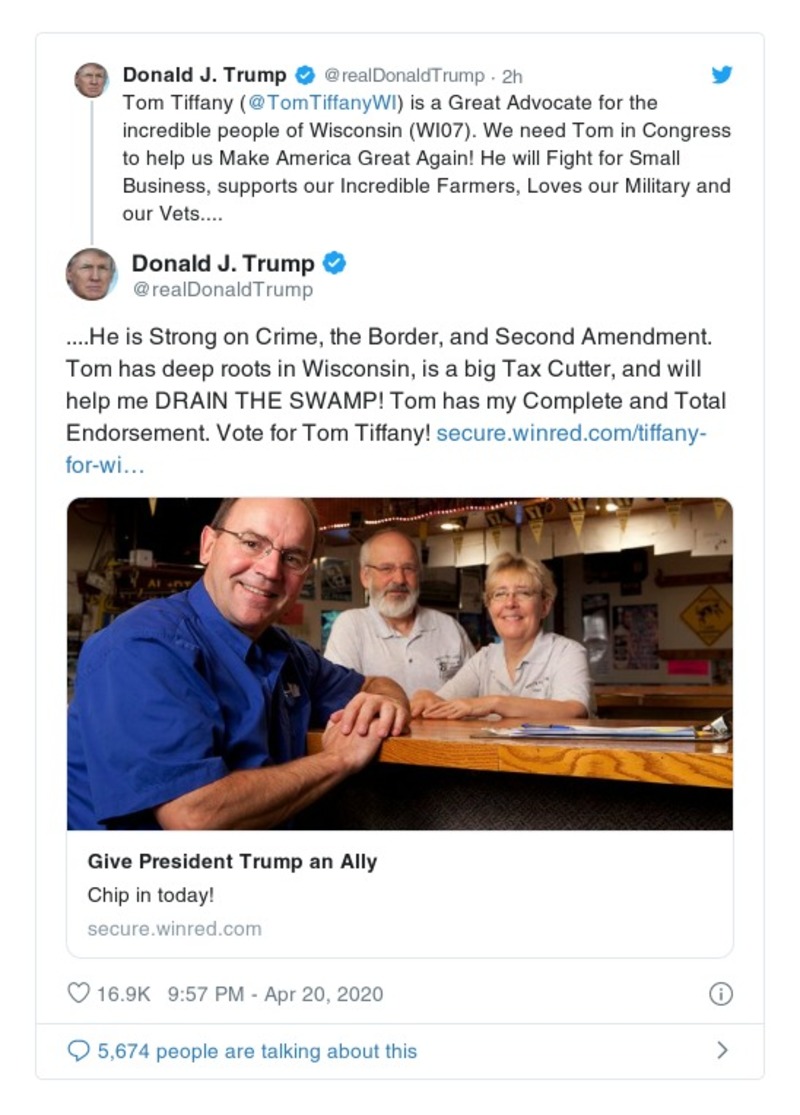 Donald J. Trump @realDonaldTrump · 2h
Tom Tiffany (@TomTiffanyWI) is a Great Advocate for the
incredible people of Wisconsin (WI07). We need Tom in Congress
to help us Make America Great Again! He will Fight for Small
Business, supports our Incredible Farmers, Loves our Military and
our Vets....
Donald J. Trump
@realDonaldTrump
....He is Strong on Crime, the Border, and Second Amendment.
Tom has deep roots in Wisconsin, is a big Tax Cutter, and will
help me DRAIN THE SWAMP! Tom has my Complete and Total
Endorsement. Vote for Tom Tiffany! secure.winred.com/tiffany-
for-wi…
Give President Trump an Ally
Chip in today!
secure.winred.com
16.9K 9:57 PM - Apr 20, 2020
5,674 people are talking about this